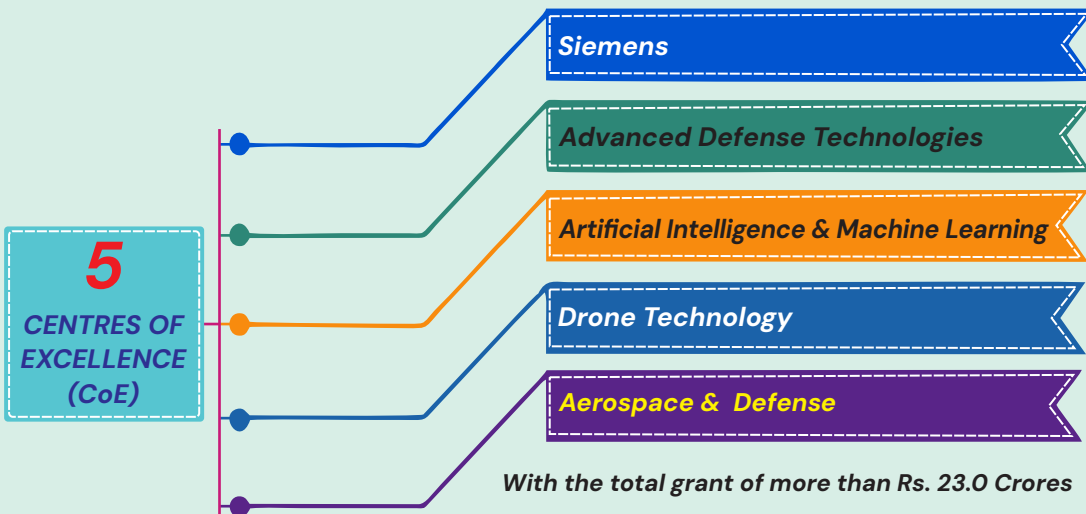 5
CENTRES OF
EXCELLENCE
(CoE)
Siemens
Advanced Defense Technologies
Artificial Intelligence & Machine Learning
Drone Technology
Aerospace & Defense
With the total grant of more than Rs. 23.0 Crores